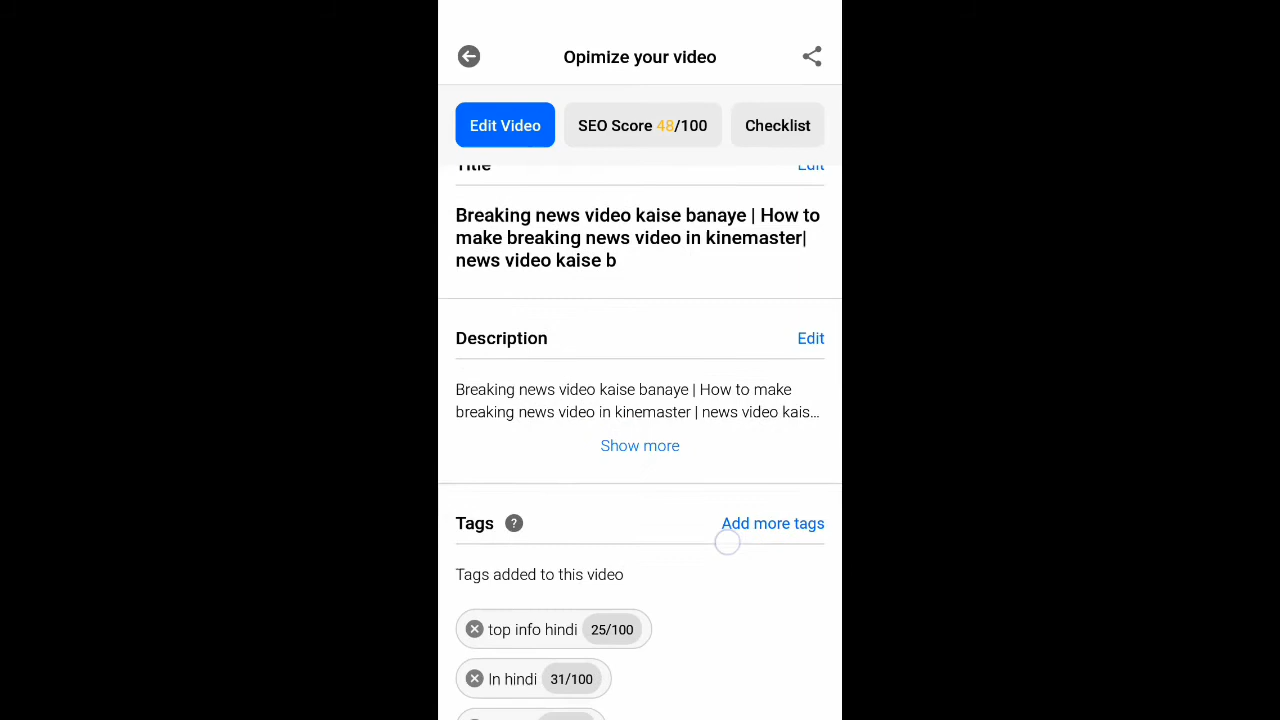 Opimize your video
Edit Video
SEO Score 48/100
Checklist
Title
Edit
Breaking news video kaise banaye | How to
make breaking news video in kinemaster|
news video kaise b
Description
Edit
Breaking news video kaise banaye | How to make
breaking news video in kinemaster | news video kais...
Show more
Tags ?
Add more tags
Tags added to this video
top info hindi 25/100
In hindi 31/100